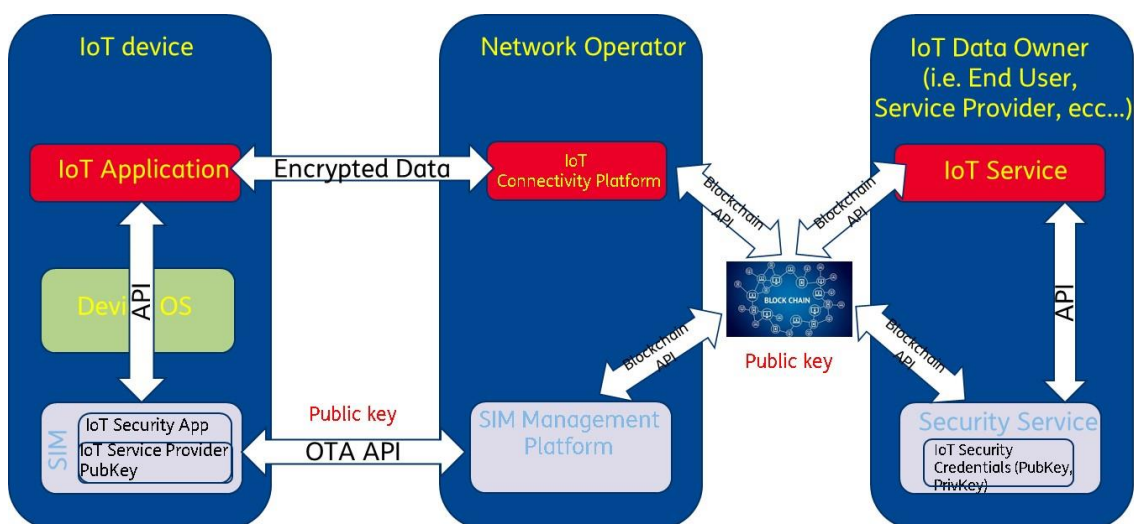 IoT device
Network Operator
IoT Data Owner
(i.e. End User,
Service Provider, ecc...)
IoT Application
Encrypted Data
IoT
Connectivity Platform
Blockchain
API
Blockchain
API
IoT Service
Devi OS
API
BLOCK CHAIN
API
Public key
Blockchain
API
Blockchain
API
SIM
IoT Security App
IoT Service Provider
PubKey
Public key
OTA API
SIM Management
Platform
Security Service
IoT Security
Credentials (PubKey,
PrivKey)